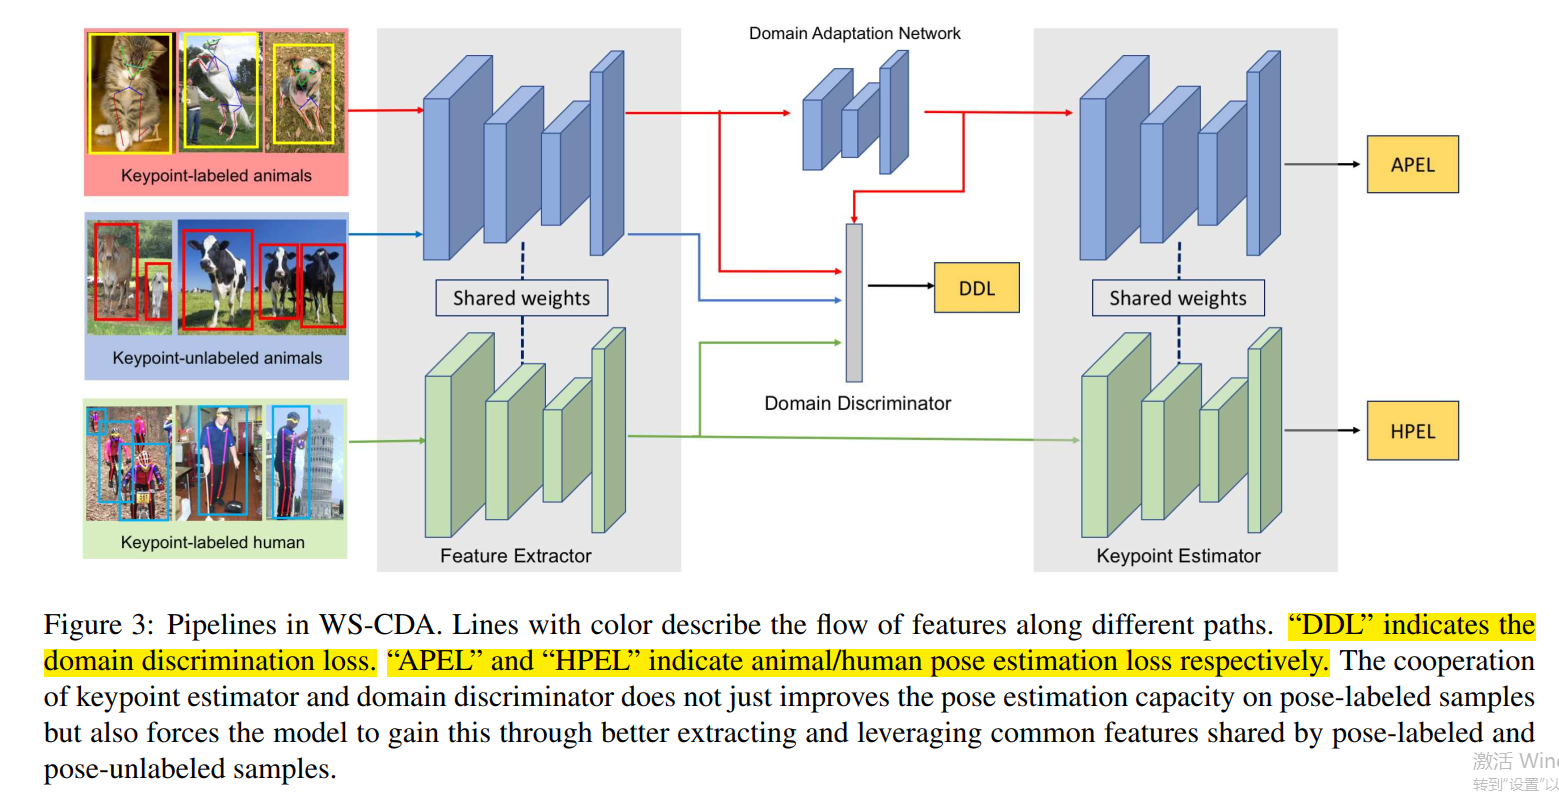 Domain Adaptation Network
Keypoint-labeled animals
APEL
Shared weights
DDL
Shared weights
Keypoint-unlabeled animals
Domain Discriminator
HPEL
Keypoint-labeled human
Feature Extractor
Keypoint Estimator
Figure 3: Pipelines in WS-CDA. Lines with color describe the flow of features along different paths. “DDL” indicates the
domain discrimination loss. “APEL” and “HPEL” indicate animal/human pose estimation loss respectively. The cooperation
of keypoint estimator and domain discriminator does not just improves the pose estimation capacity on pose-labeled samples
but also forces the model to gain this through better extracting and leveraging common features shared by pose-labeled and
pose-unlabeled samples.
激活 Win
转到"设置"以